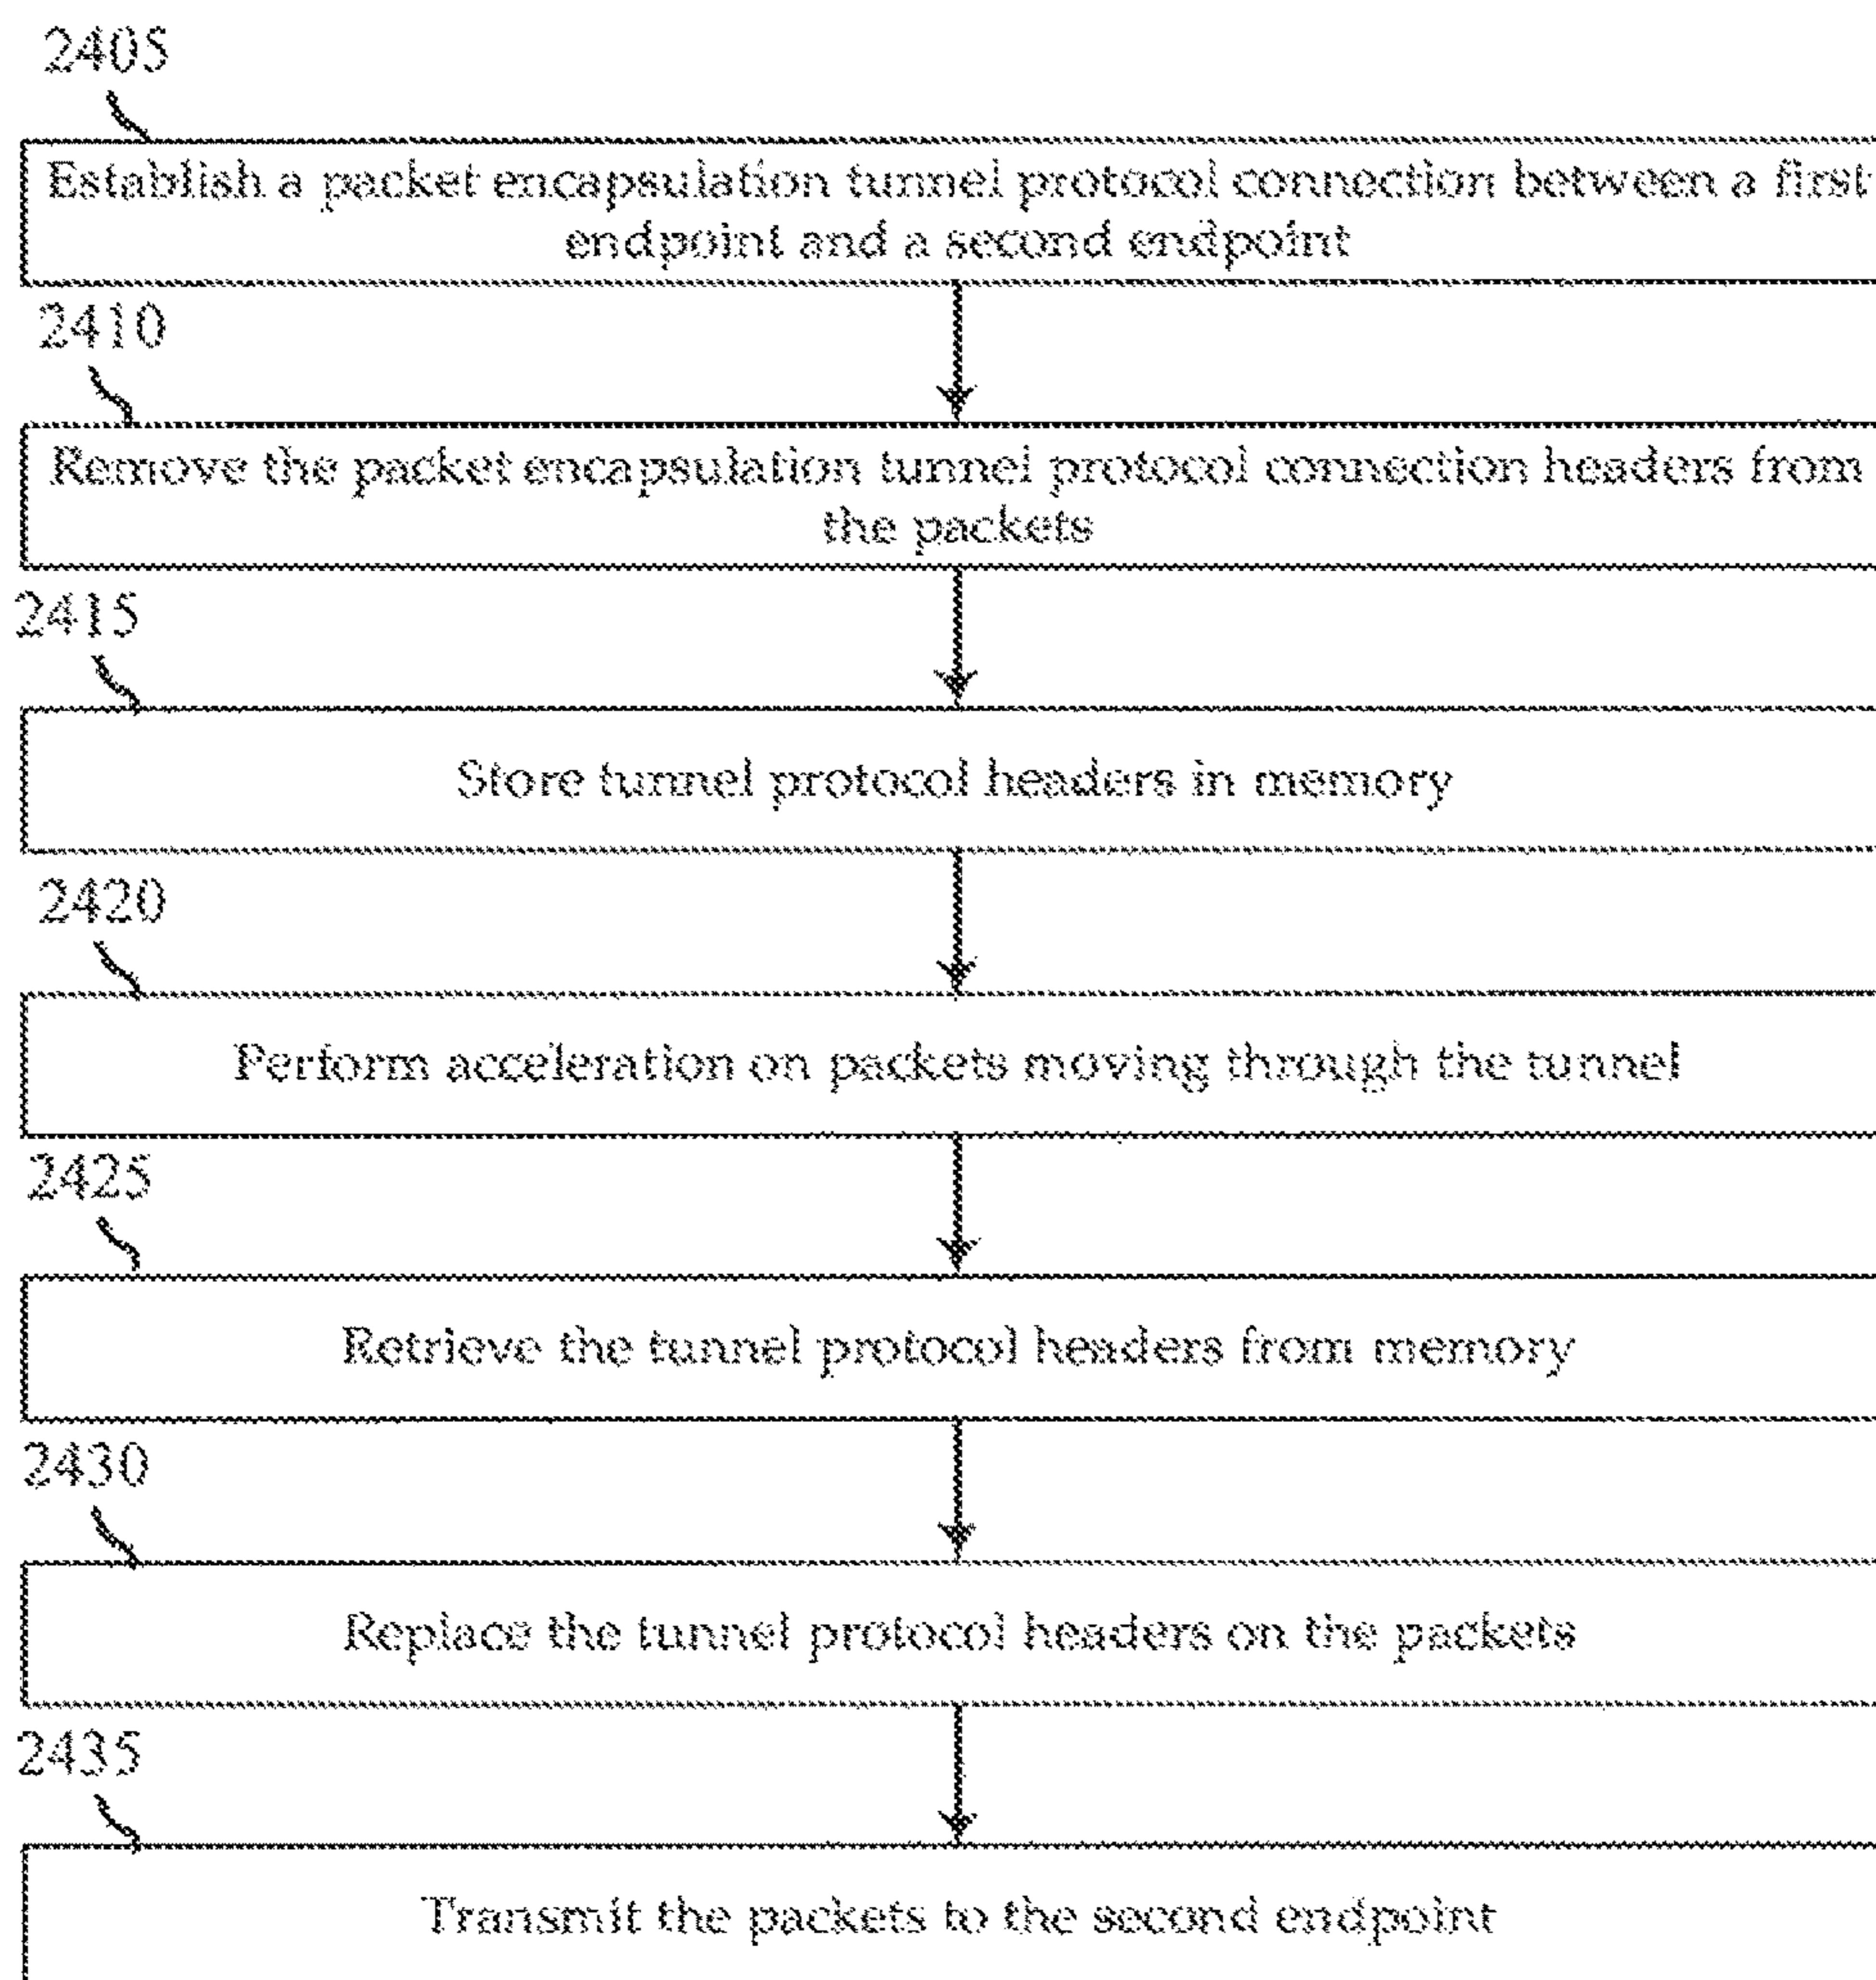 2405
Establish a packet encapsulation tunnel protocol connection between a first
endpoint and a second endpoint
2410
Remove the packet encapsulation tunnel protocol connection headers from
the packets
2415
Store tunnel protocol headers in memory
2420
Perform acceleration on packets moving through the tunnel
2425
Retrieve the tunnel protocol headers from memory
2430
Replace the tunnel protocol headers on the packets
2435
Transmit the packets to the second endpoint